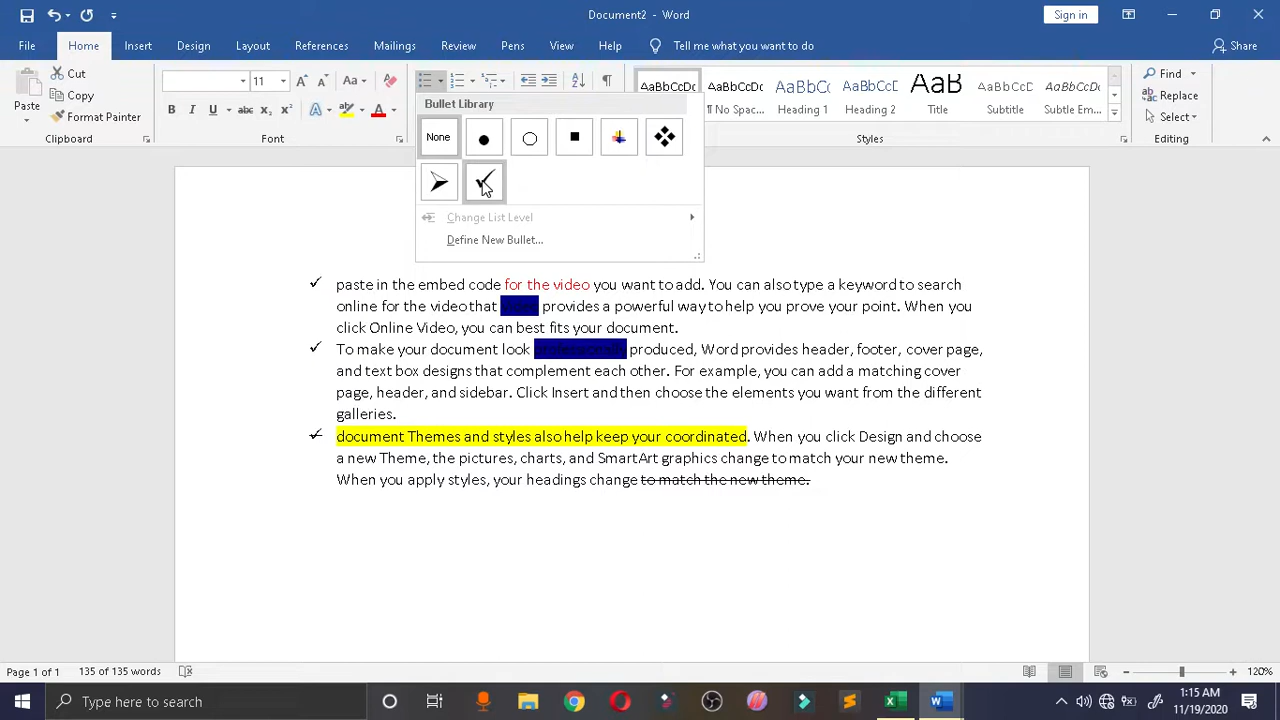 Document2 - Word
Sign in
File Home Insert Design Layout References Mailings Review Pens View Help Tell me what you want to do Share
Paste
Cut
Copy
Format Painter
Clipboard
11
Aa
B I U abc x₂ x² A A
Font
Bullet Library
None
Change List Level
Define New Bullet...
AaBbCcDc AaBbCcDc AaBbCc AaBbCcD AaB AaBbCcD AaBbCcDc
¶ No Spac... Heading 1 Heading 2 Title Subtitle Subtle Em...
Styles
Find
Replace
Select
Editing
paste in the embed code for the video you want to add. You can also type a keyword to search
online for the video that provides a powerful way to help you prove your point. When you
click Online Video, you can best fits your document.
To make your document look professionally produced, Word provides header, footer, cover page,
and text box designs that complement each other. For example, you can add a matching cover
page, header, and sidebar. Click Insert and then choose the elements you want from the different
galleries.
document Themes and styles also help keep your coordinated. When you click Design and choose
a new Theme, the pictures, charts, and SmartArt graphics change to match your new theme.
When you apply styles, your headings change to match the new theme.
Page 1 of 1 135 of 135 words
120%
Type here to search
1:15 AM
11/19/2020